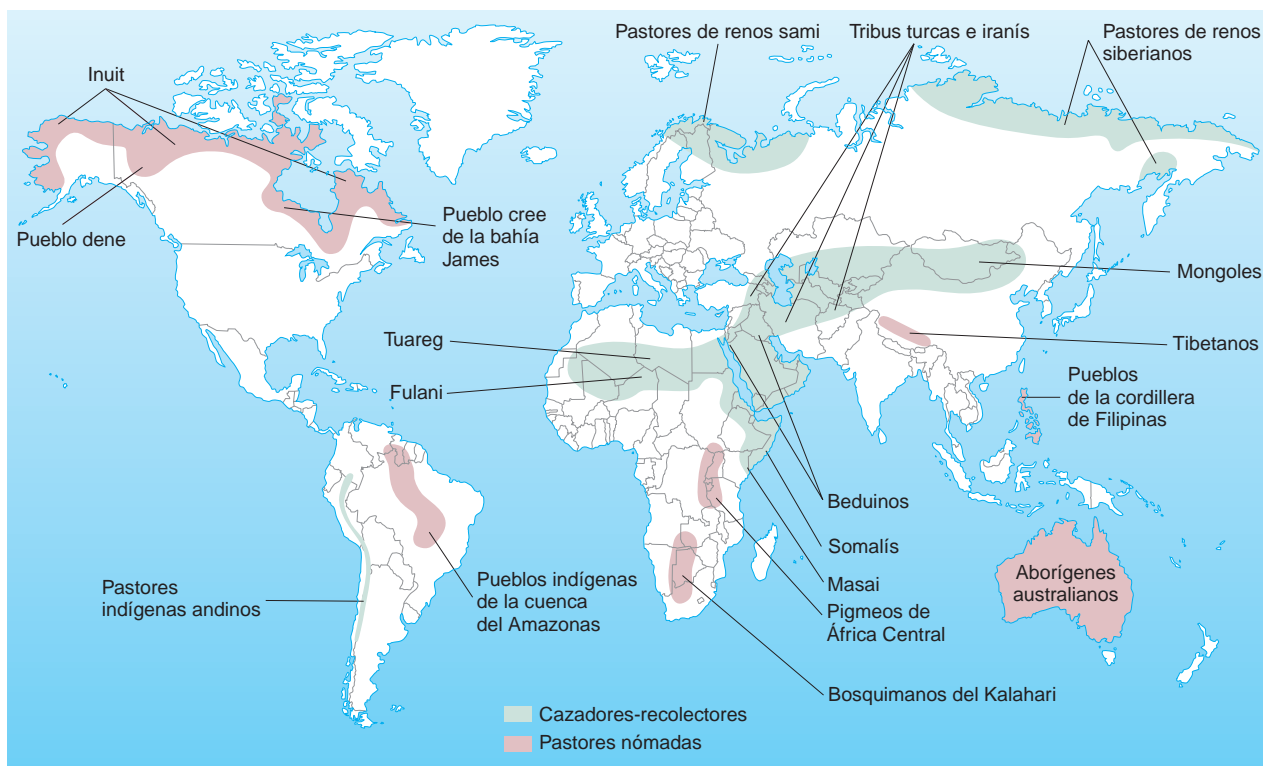 Pastores de renos sami
Tribus turcas e iranís
Pastores de renos
siberianos
Inuit
Pueblo dene
Pueblo cree
de la bahía
James
Mongoles
Tuareg
Tibetanos
Fulani
Pueblos
de la cordillera
de Filipinas
Beduinos
Somalís
Masai
Pigmeos de
África Central
Bosquimanos del Kalahari
Aborígenes
australianos
Pastores
indígenas andinos
Pueblos indígenas
de la cuenca
del Amazonas
Cazadores-recolectores
Pastores nómadas